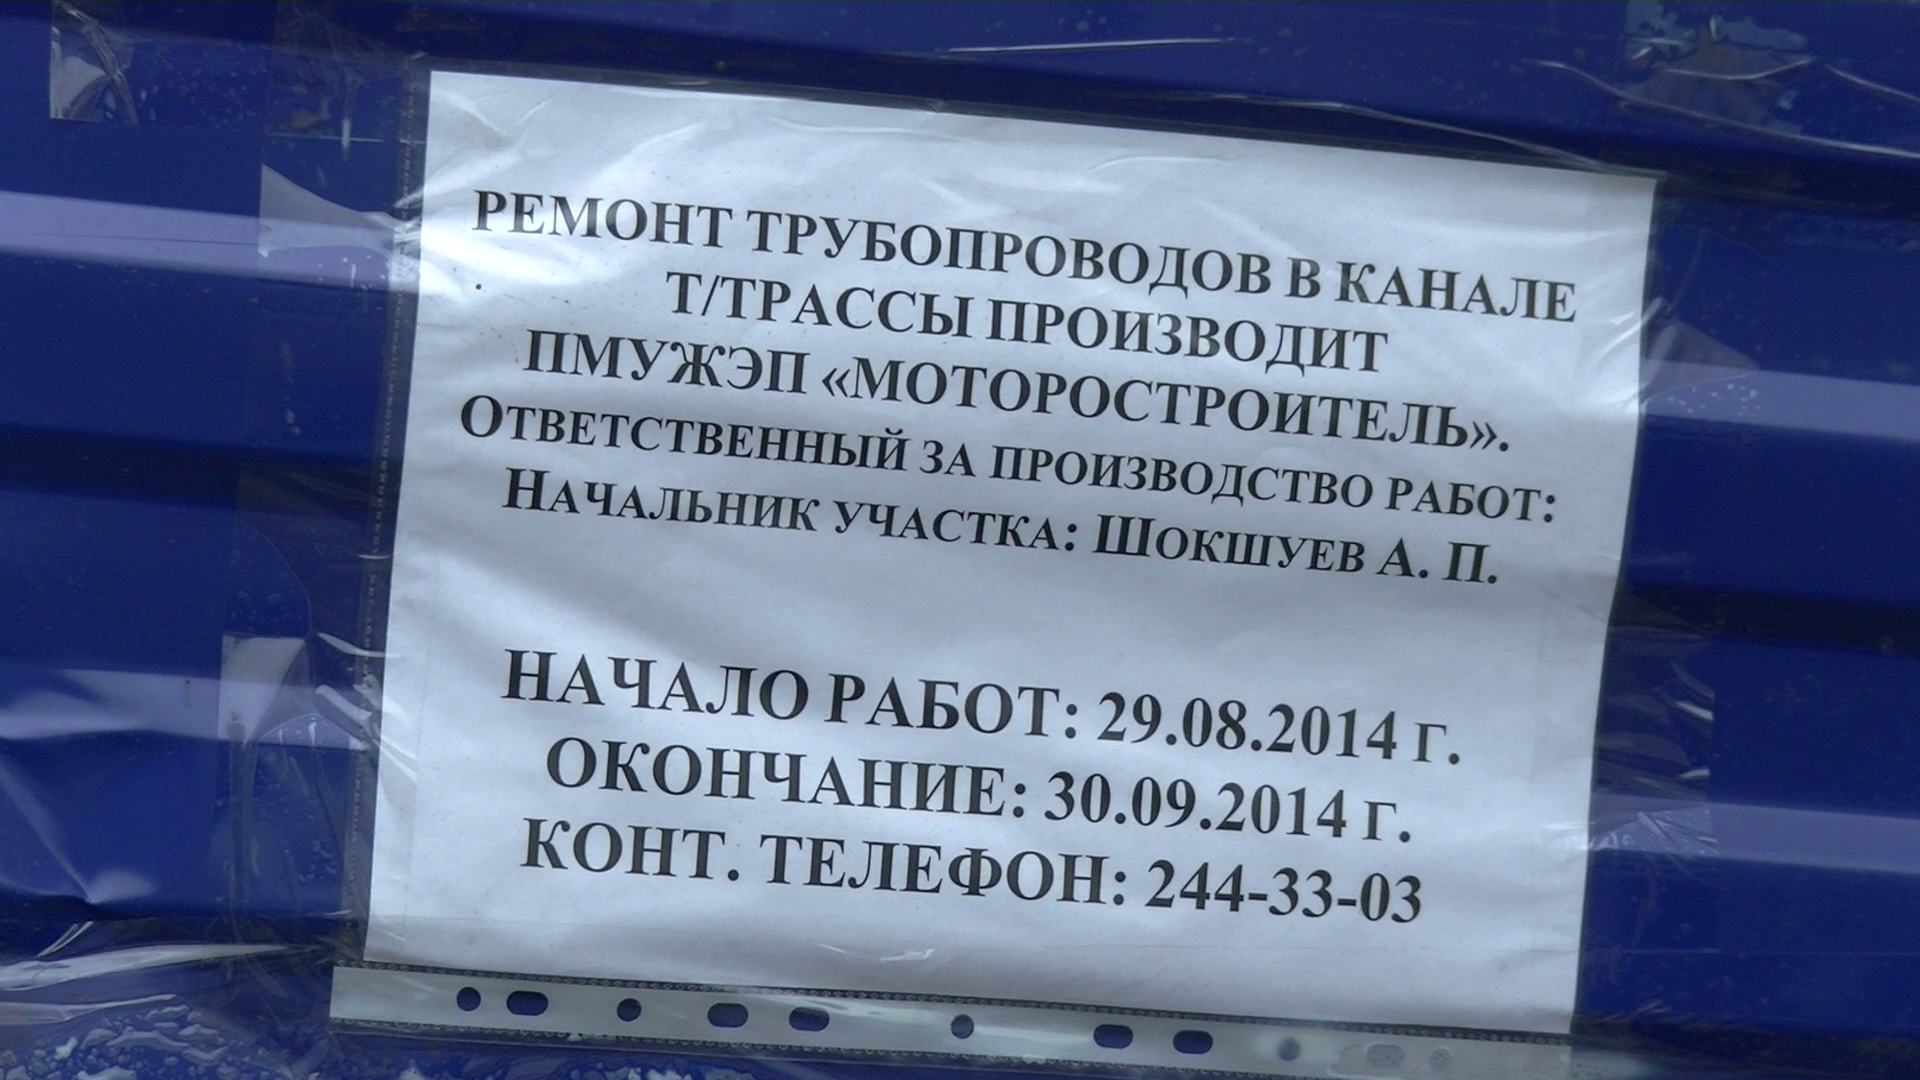 РЕМОНТ ТРУБОПРОВОДОВ В КАНАЛЕ
Т/ТРАССЫ ПРОИЗВОДИТ
ПМУЖЭП «МОТОРОСТРОИТЕЛЬ».
ОТВЕТСТВЕННЫЙ ЗА ПРОИЗВОДСТВО РАБОТ:
НАЧАЛЬНИК УЧАСТКА: ШОКШУЕВ А. П.
НАЧАЛО РАБОТ: 29.08.2014 г.
ОКОНЧАНИЕ: 30.09.2014 г.
КОНТ. ТЕЛЕФОН: 244-33-03